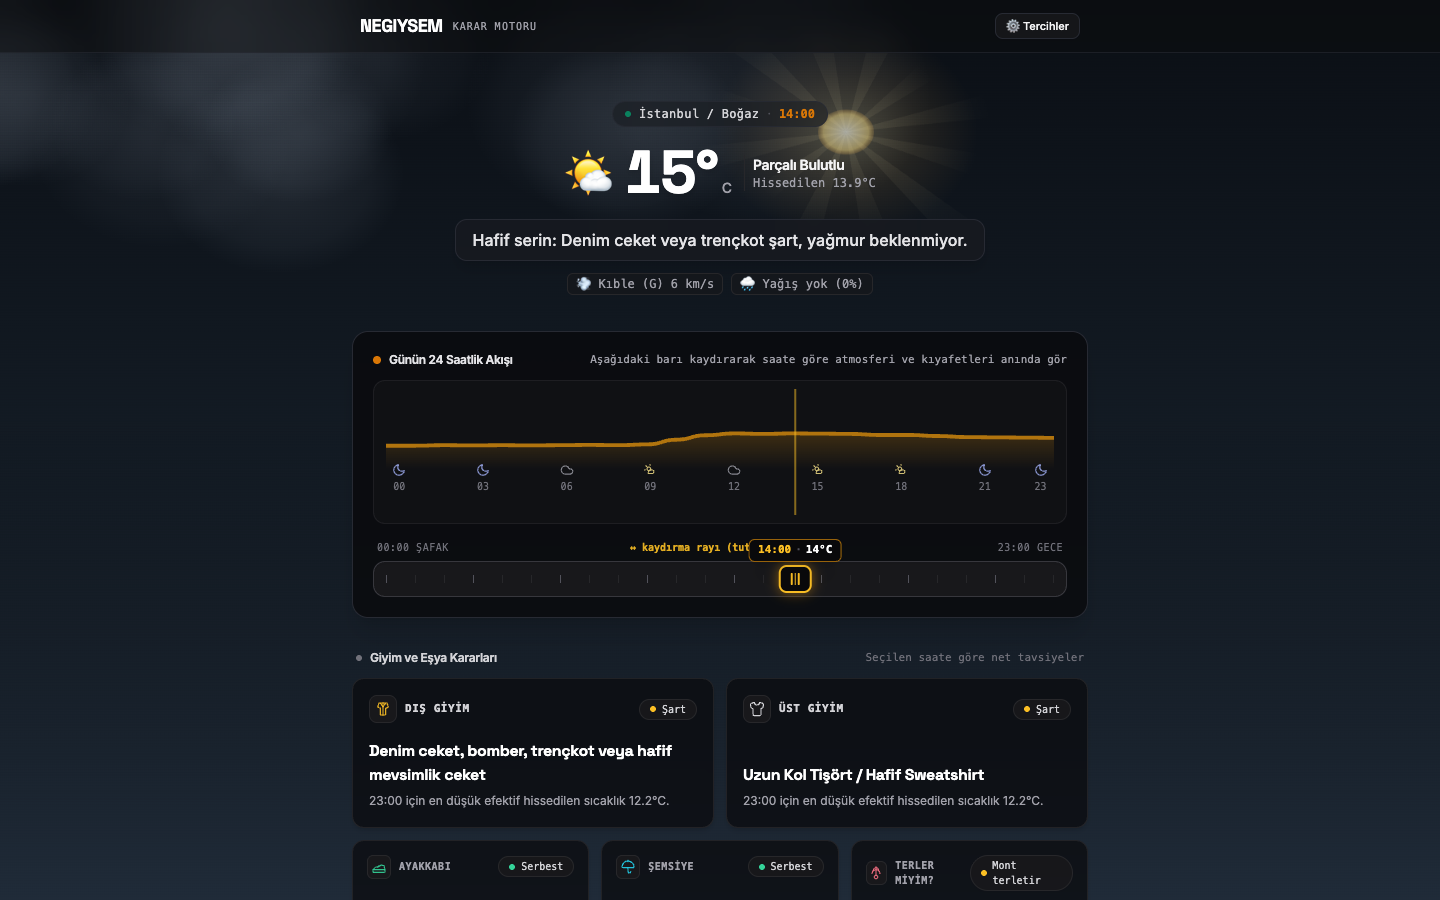 NEGIYSEM KARAR MOTORU
Tercihler
İstanbul / Boğaz · 14:00
15° C
Parçalı Bulutlu
Hissedilen 13.9°C
Hafif serin: Denim ceket veya trençkot şart, yağmur beklenmiyor.
Kıble (G) 6 km/s
Yağış yok (0%)
Günün 24 Saatlik Akışı
Aşağıdaki barı kaydırarak saate göre atmosferi ve kıyafetleri anında gör
00 03 06 09 12 15 18 21 23
00:00 ŞAFAK
↔ kaydırma rayı (tut
14:00 · 14°C
23:00 GECE
Giyim ve Eşya Kararları
Seçilen saate göre net tavsiyeler
DIŞ GİYİM
Şart
Denim ceket, bomber, trençkot veya hafif
mevsimlik ceket
23:00 için en düşük efektif hissedilen sıcaklık 12.2°C.
ÜST GİYİM
Şart
Uzun Kol Tişört / Hafif Sweatshirt
23:00 için en düşük efektif hissedilen sıcaklık 12.2°C.
AYAKKABI
Serbest
ŞEMSİYE
Serbest
TERLER
MİYİM?
Mont
terletir